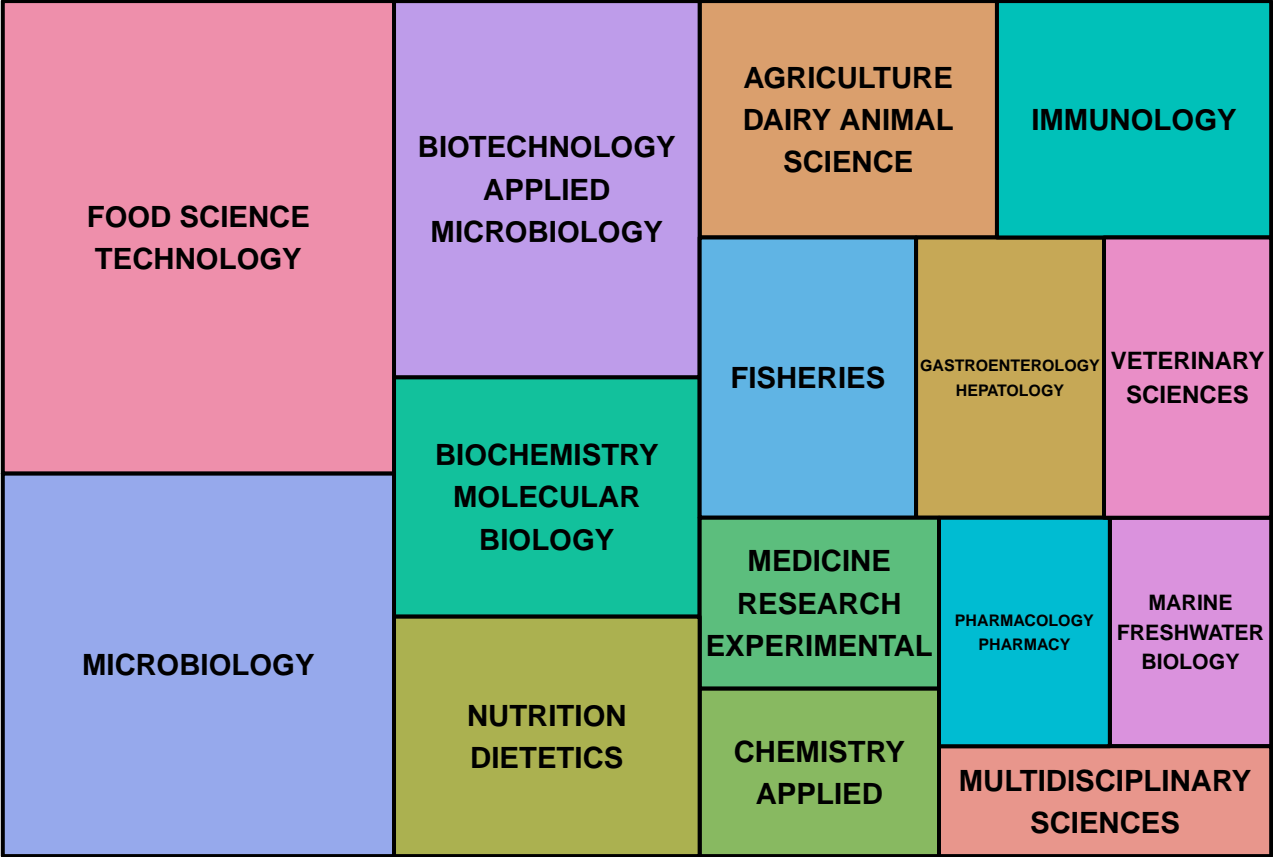 FOOD SCIENCE
TECHNOLOGY
MICROBIOLOGY
BIOTECHNOLOGY
APPLIED
MICROBIOLOGY
BIOCHEMISTRY
MOLECULAR
BIOLOGY
NUTRITION
DIETETICS
AGRICULTURE
DAIRY ANIMAL
SCIENCE
IMMUNOLOGY
FISHERIES
GASTROENTEROLOGY
HEPATOLOGY
VETERINARY
SCIENCES
MEDICINE
RESEARCH
EXPERIMENTAL
CHEMISTRY
APPLIED
PHARMACOLOGY
PHARMACY
MARINE
FRESHWATER
BIOLOGY
MULTIDISCIPLINARY
SCIENCES